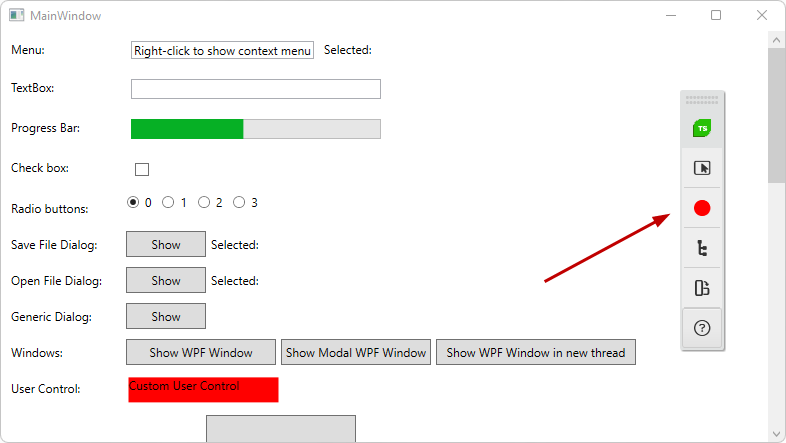 MainWindow
Menu: Right-click to show context menu Selected:
TextBox:
Progress Bar:
Check box:
Radio buttons: 0 1 2 3
Save File Dialog: Show Selected:
Open File Dialog: Show Selected:
Generic Dialog: Show
Windows: Show WPF Window Show Modal WPF Window Show WPF Window in new thread
User Control: Custom User Control
TS
?